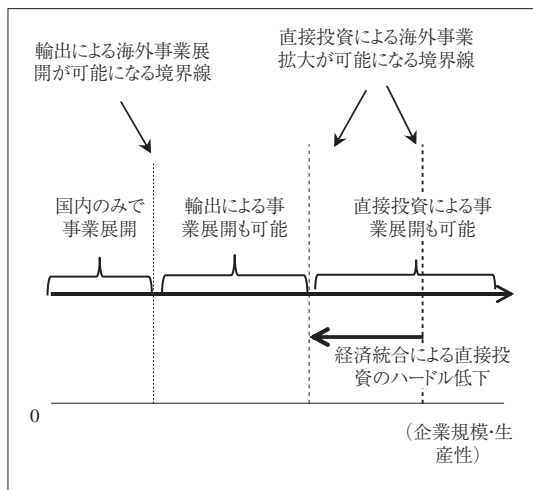 輸出による海外事業展
開が可能になる境界線
直接投資による海外事業
拡大が可能になる境界線
国内のみで
事業展開
輸出による事
業展開も可能
直接投資による事
業展開も可能
経済統合による直接投
資のハードル低下
0
（企業規模・生
産性）